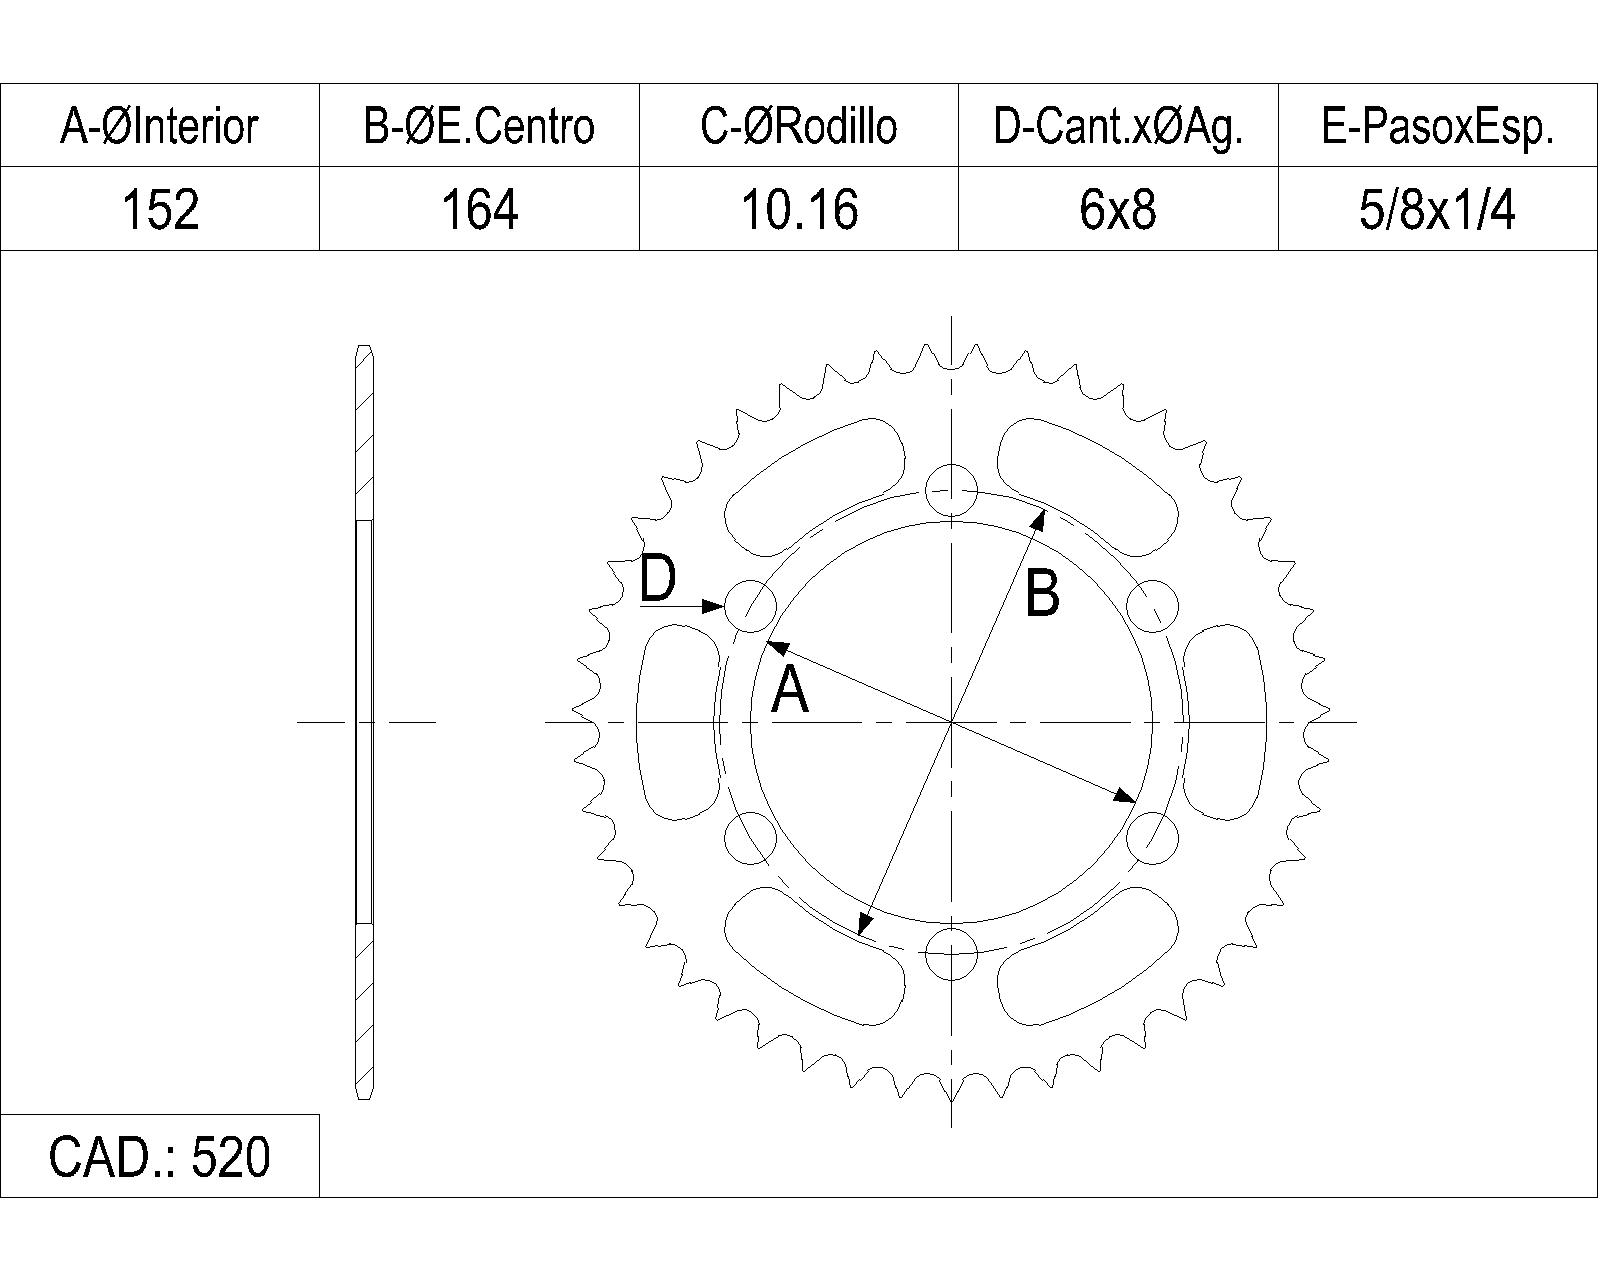 A-ØInterior B-ØE.Centro C-ØRodillo D-Cant.xØAg. E-PasoxEsp.
152 164 10.16 6x8 5/8x1/4
D
B
A
CAD.: 520